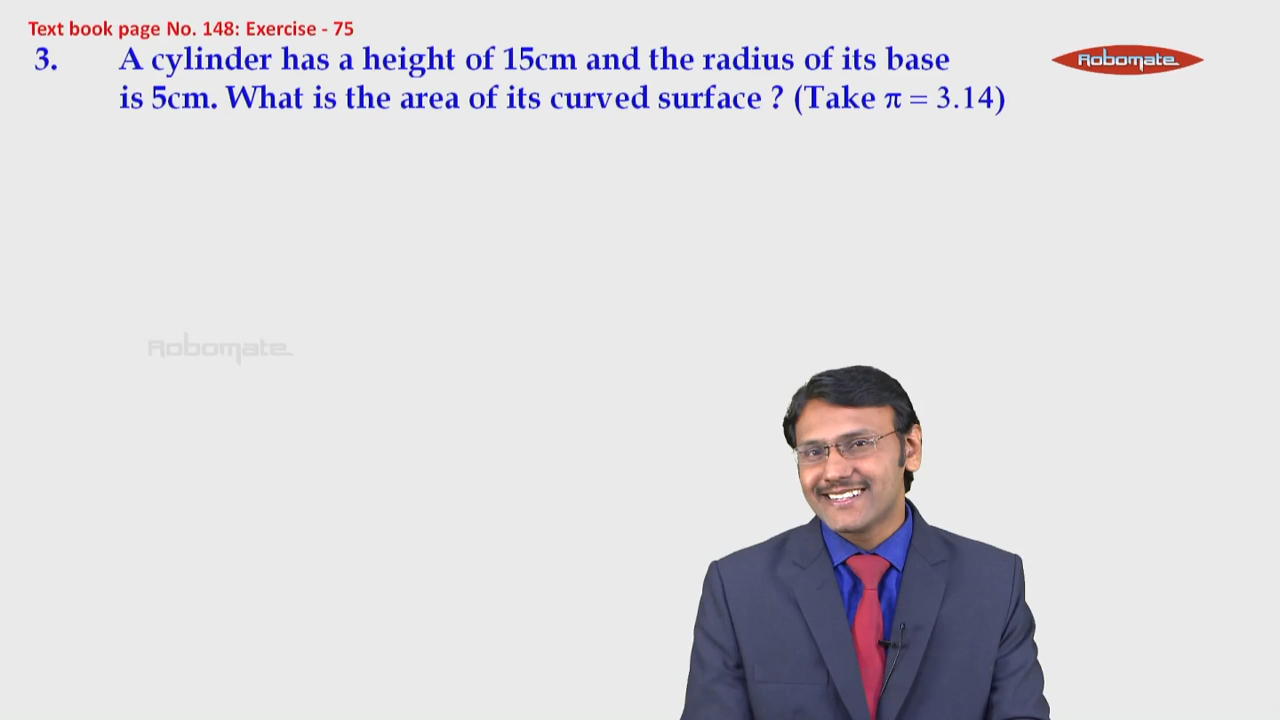 Text book page No. 148: Exercise - 75
3. A cylinder has a height of 15cm and the radius of its base
is 5cm. What is the area of its curved surface ? (Take π = 3.14)
Robomate
Robomate